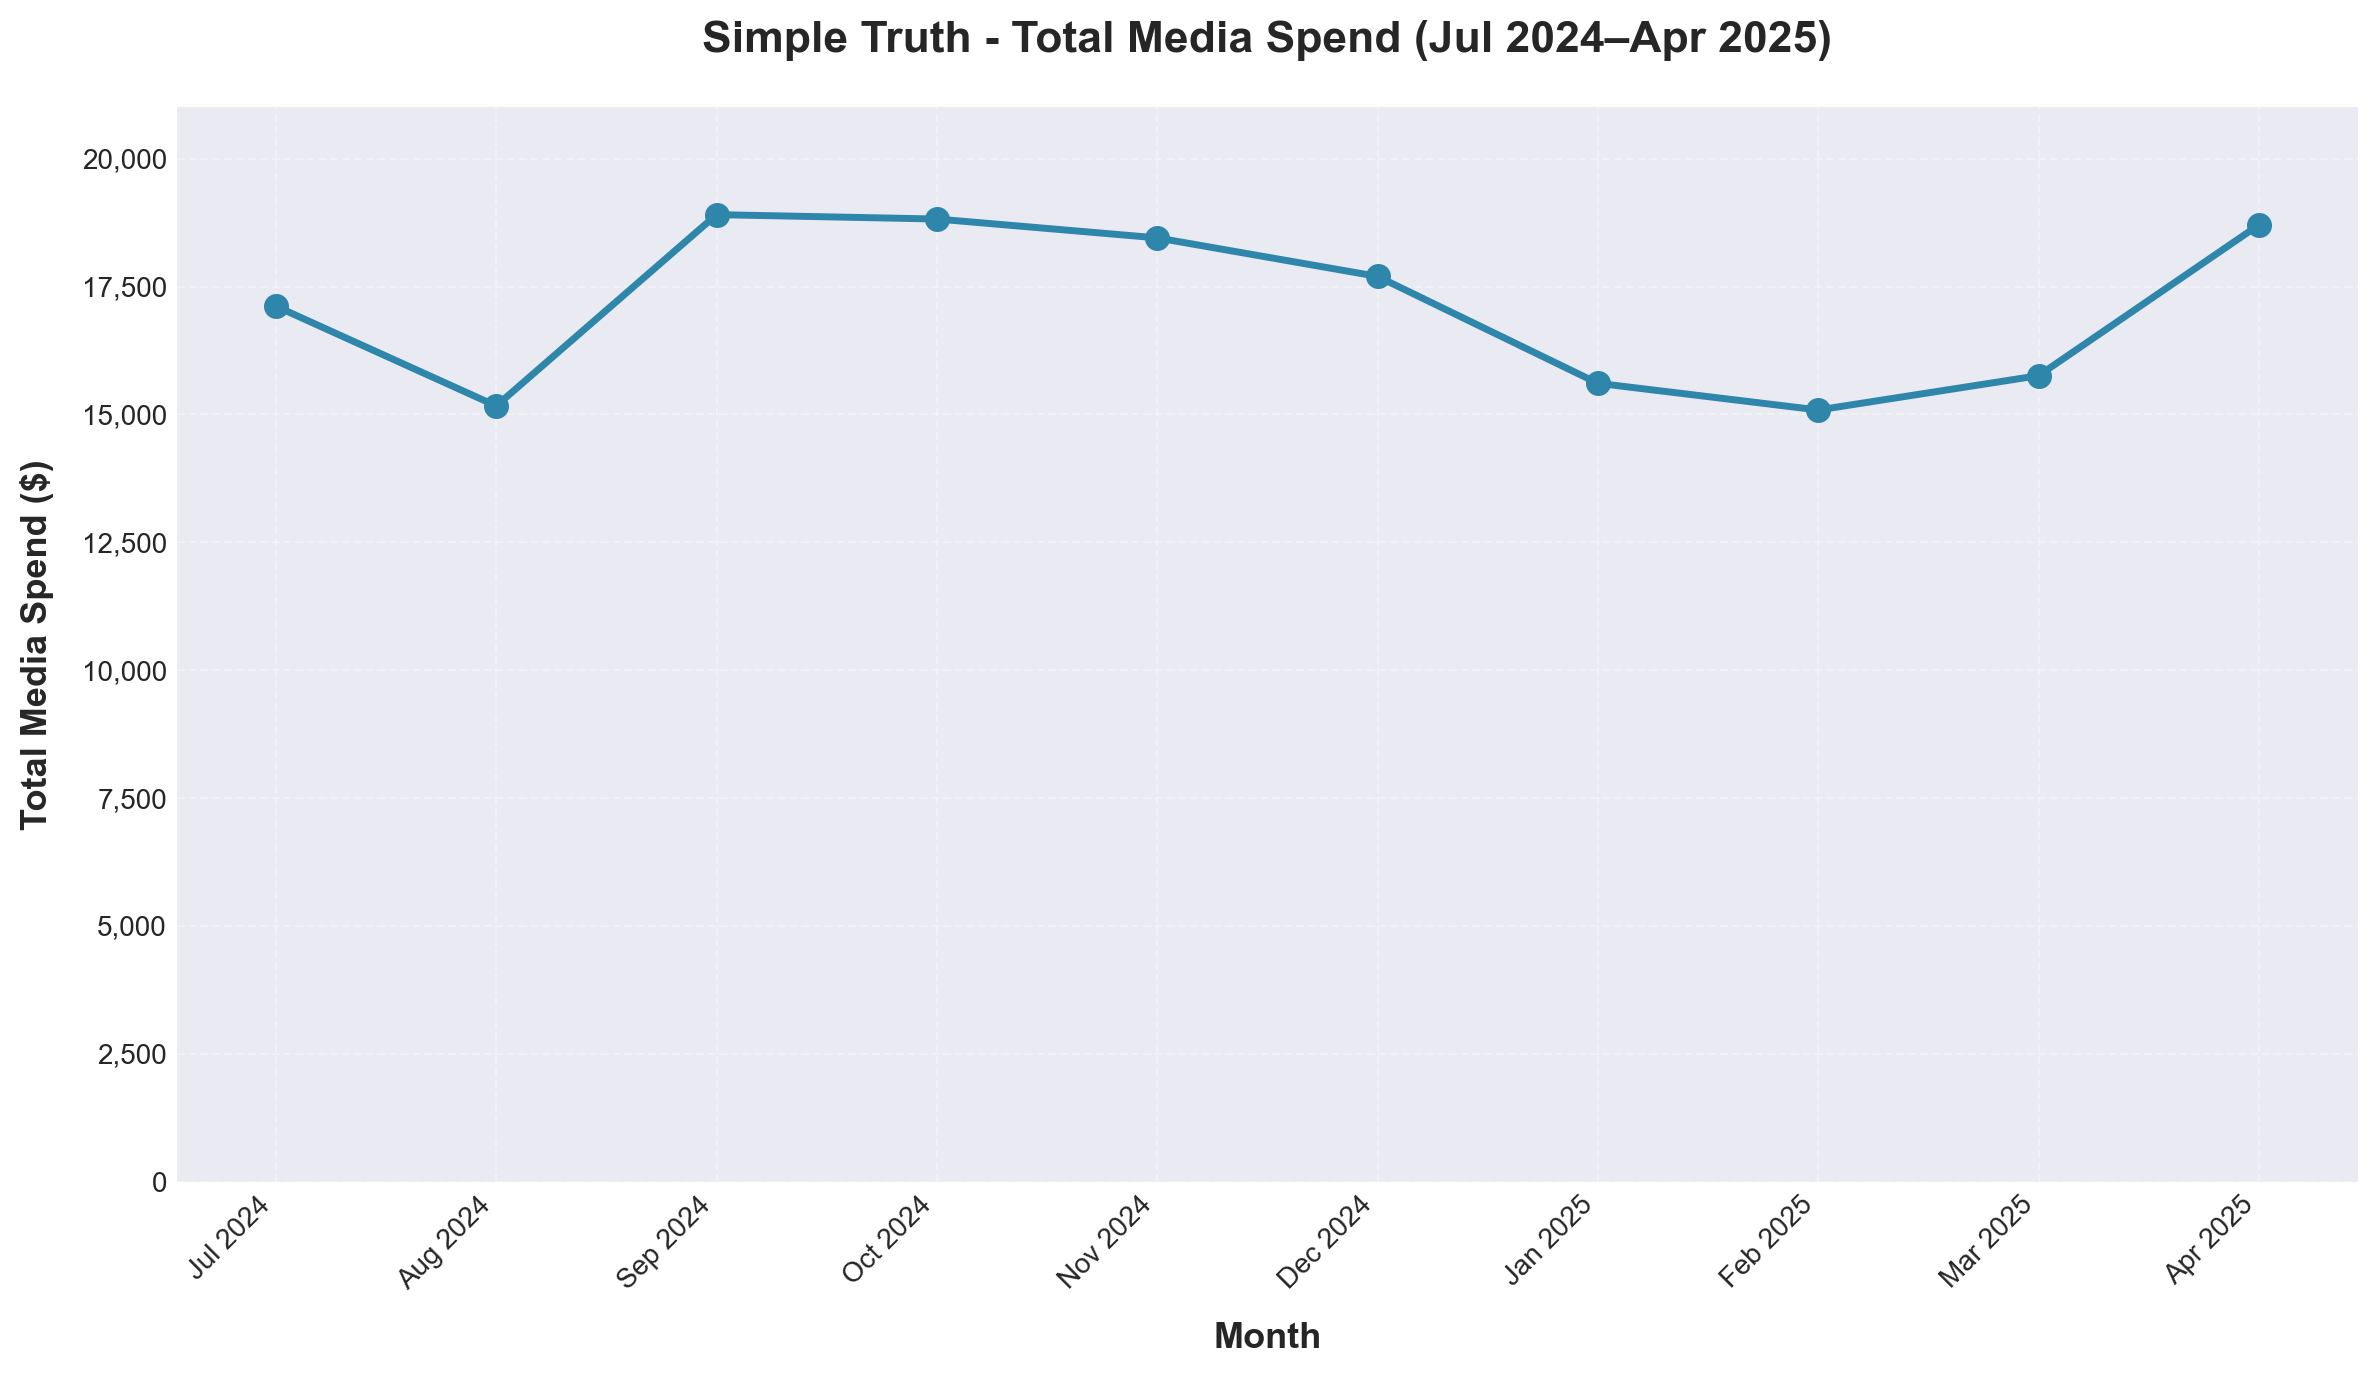 Simple Truth - Total Media Spend (Jul 2024–Apr 2025)
Total Media Spend ($)
20,000
17,500
15,000
12,500
10,000
7,500
5,000
2,500
0
Jul 2024
Aug 2024
Sep 2024
Oct 2024
Nov 2024
Dec 2024
Jan 2025
Feb 2025
Mar 2025
Apr 2025
Month